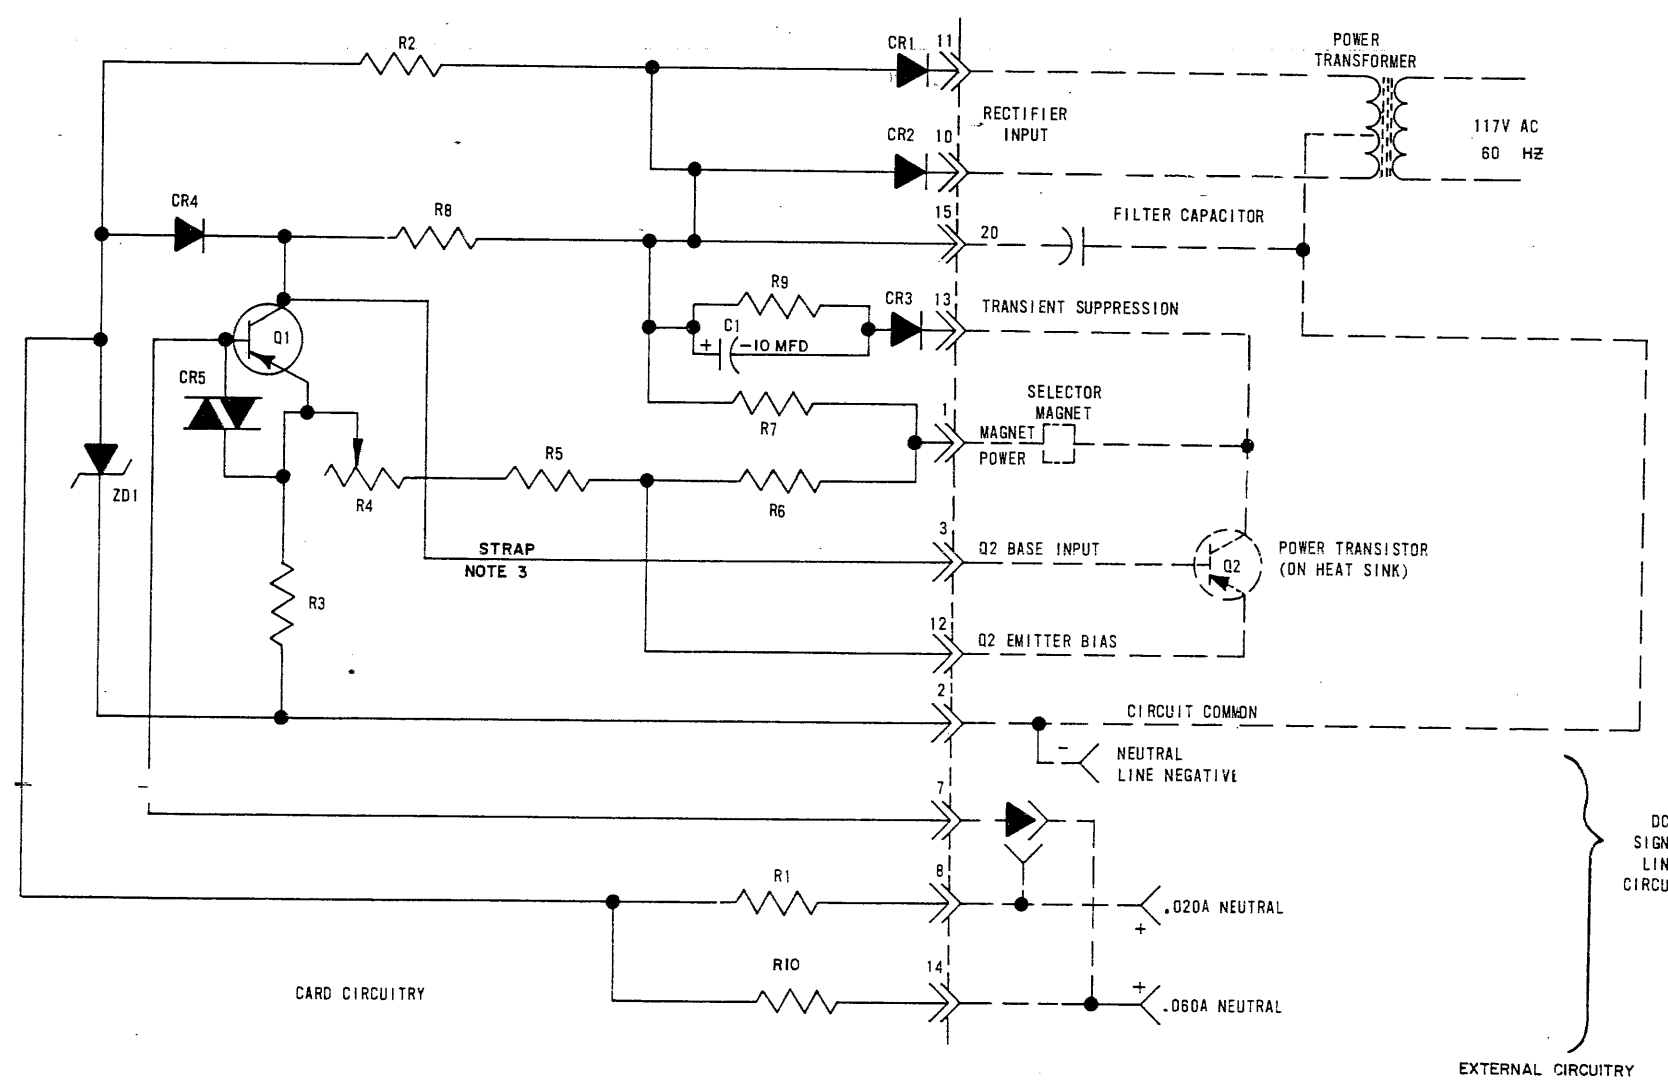 R2
CR1
11
POWER
TRANSFORMER
RECTIFIER
INPUT
CR2
10
117V AC
60 HZ
CR4
R8
15
20
FILTER CAPACITOR
R9
CR3
13
TRANSIENT SUPPRESSION
Q1
C1
+
-10 MFD
CR5
R7
1
SELECTOR
MAGNET
MAGNET
POWER
ZD1
R4
R5
R6
3
STRAP
NOTE 3
Q2 BASE INPUT
Q2
POWER TRANSISTOR
(ON HEAT SINK)
R3
12
Q2 EMITTER BIAS
2
CIRCUIT COMMON
-
NEUTRAL
LINE NEGATIVE
+
-
7
DC
SIGN
LIN
CIRCU
R1
8
.020A NEUTRAL
+
R10
14
+
.060A NEUTRAL
CARD CIRCUITRY
EXTERNAL CIRCUITRY